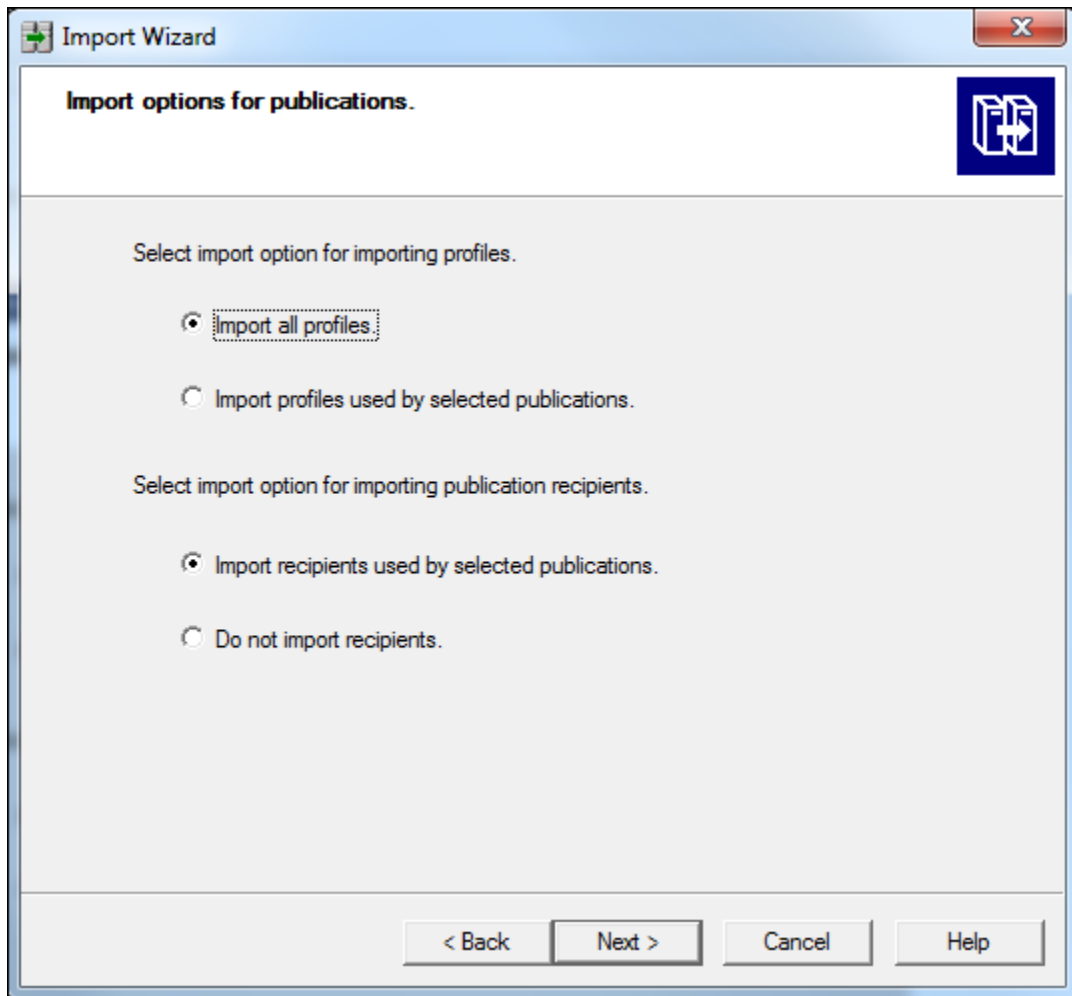 Import Wizard
Import options for publications.
Select import option for importing profiles.
Import all profiles.
Import profiles used by selected publications.
Select import option for importing publication recipients.
Import recipients used by selected publications.
Do not import recipients.
< Back Next > Cancel Help